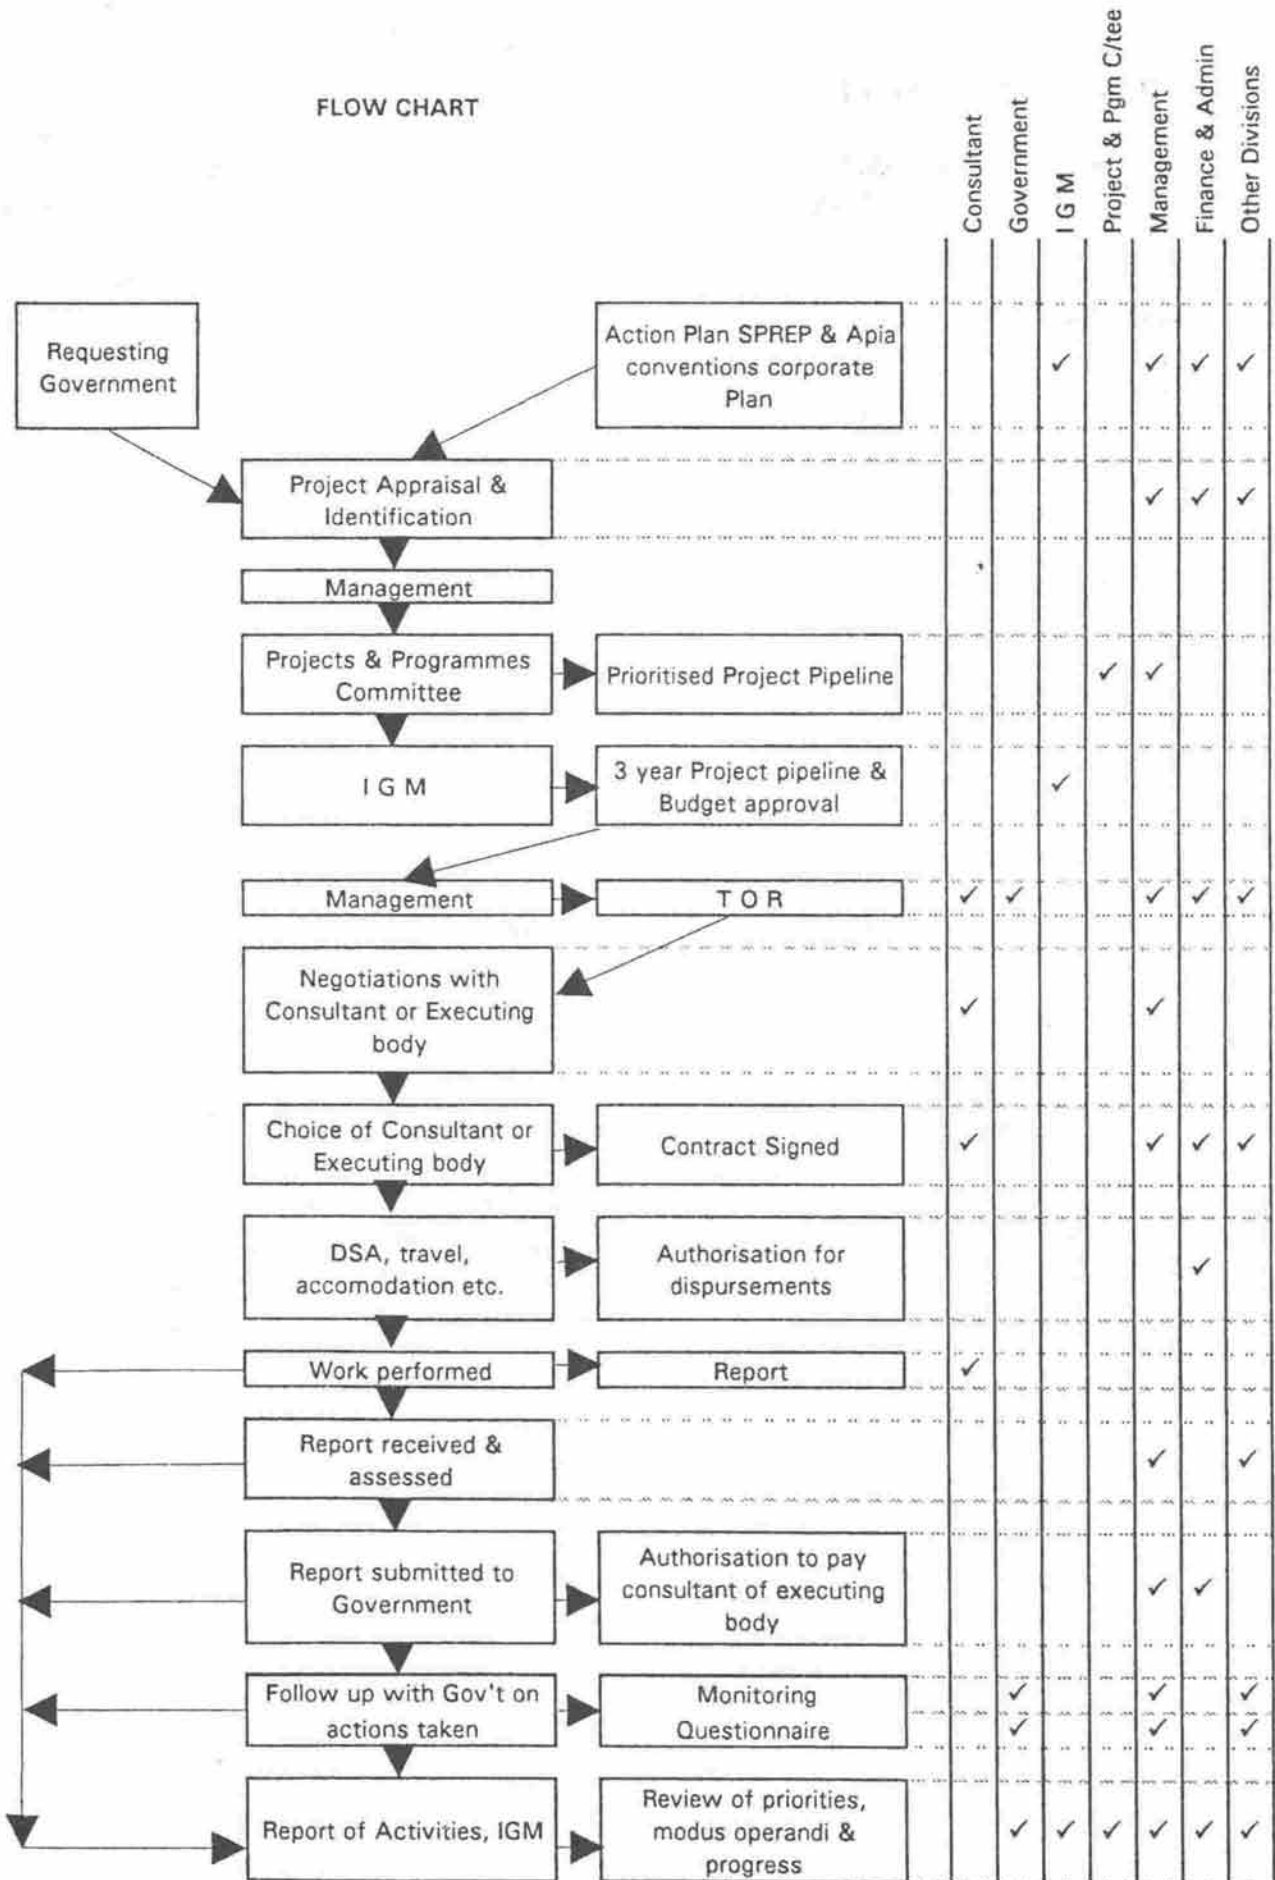 FLOW CHART
Consultant
Government
I G M
Project & Pgm C/tee
Management
Finance & Admin
Other Divisions
Requesting
Government
Action Plan SPREP & Apia
conventions corporate
Plan
✓ ✓ ✓ ✓
Project Appraisal &
Identification
✓ ✓ ✓
Management
Projects & Programmes
Committee
Prioritised Project Pipeline
✓ ✓
I G M
3 year Project pipeline &
Budget approval
✓
Management
T O R
✓ ✓ ✓ ✓ ✓
Negotiations with
Consultant or Executing
body
✓ ✓
Choice of Consultant or
Executing body
Contract Signed
✓ ✓ ✓ ✓
DSA, travel,
accomodation etc.
Authorisation for
dispursements
✓
Work performed
Report
✓
Report received &
assessed
✓ ✓
Report submitted to
Government
Authorisation to pay
consultant of executing
body
✓ ✓
Follow up with Gov't on
actions taken
Monitoring
✓ ✓ ✓
Questionnaire
✓ ✓ ✓
Report of Activities, IGM
Review of priorities,
modus operandi &
progress
✓ ✓ ✓ ✓ ✓ ✓